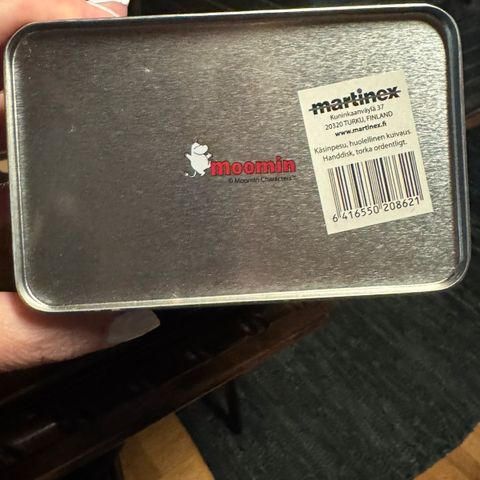 martinex
Kuninkaanväylä 37
20320 TURKU, FINLAND
www.martinex.fi
Käsinpesu, huolellinen kuivaus.
Handdisk, torka ordentligt.
6 416550 208621
moomin
© Moomin Characters™